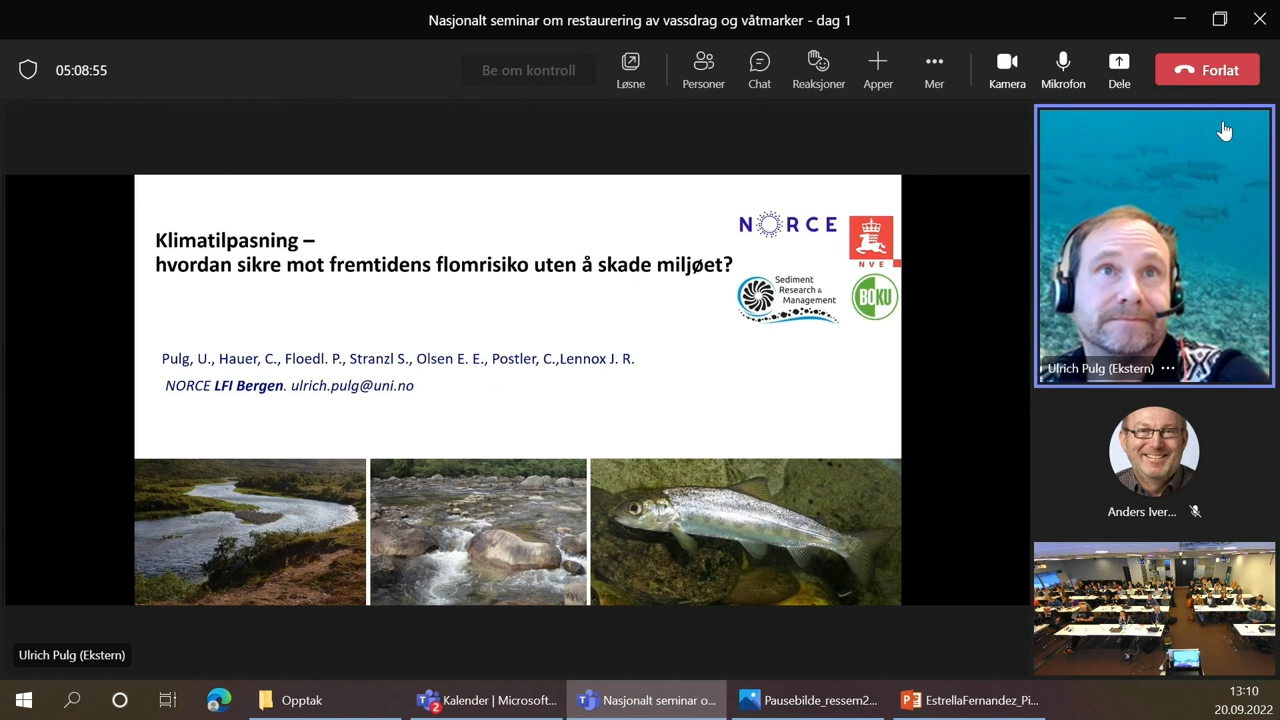 Nasjonalt seminar om restaurering av vassdrag og våtmarker - dag 1
05:08:55
Be om kontroll
Løsne
Personer
Chat
Reaksjoner
Apper
Mer
Kamera
Mikrofon
Dele
Forlat
Klimatilpasning –
hvordan sikre mot fremtidens flomrisiko uten å skade miljøet?
NORCE
NVE
Sediment
Research &
Management
BOKU
Pulg, U., Hauer, C., Floedl. P., Stranzl S., Olsen E. E., Postler, C.,Lennox J. R.
NORCE LFI Bergen. ulrich.pulg@uni.no
Ulrich Pulg (Ekstern) ···
Anders Iver...
Ulrich Pulg (Ekstern)
Opptak
2
Kalender | Microsoft...
Nasjonalt seminar o...
Pausebilde_ressem2...
EstrellaFernandez_Pi...
13:10
20.09.2022